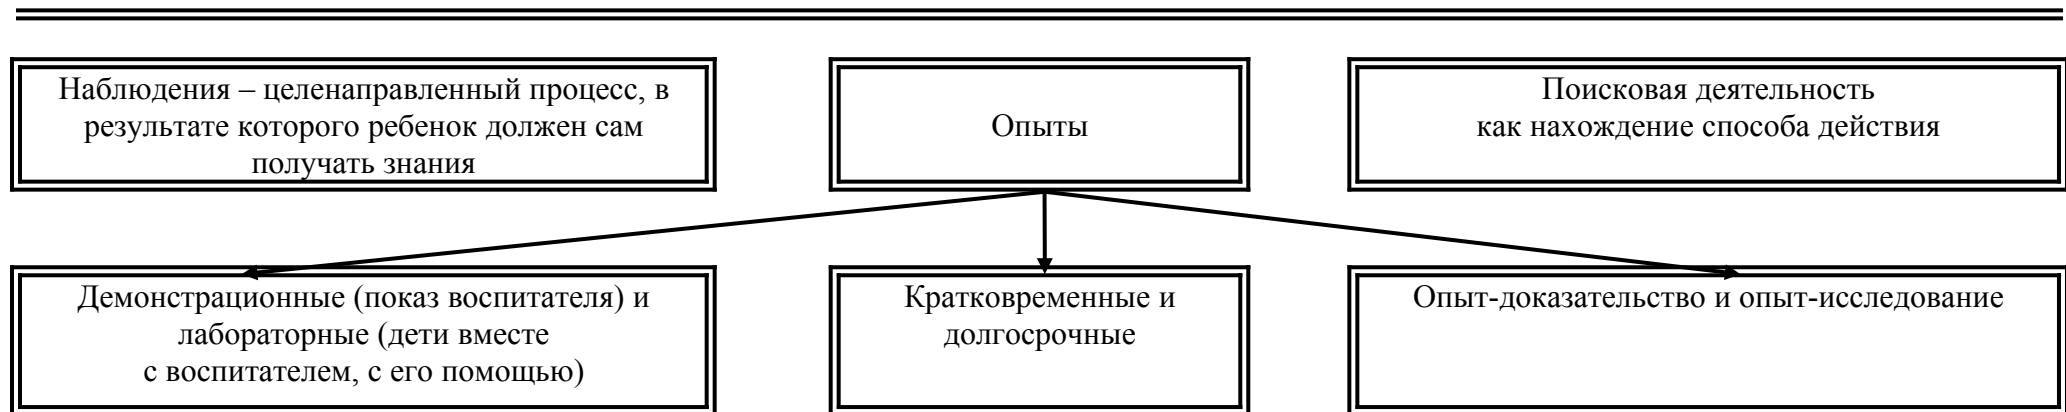 Наблюдения – целенаправленный процесс, в
результате которого ребенок должен сам
получать знания
Опыты
Поисковая деятельность
как нахождение способа действия
Демонстрационные (показ воспитателя) и
лабораторные (дети вместе
с воспитателем, с его помощью)
Кратковременные и
долгосрочные
Опыт-доказательство и опыт-исследование